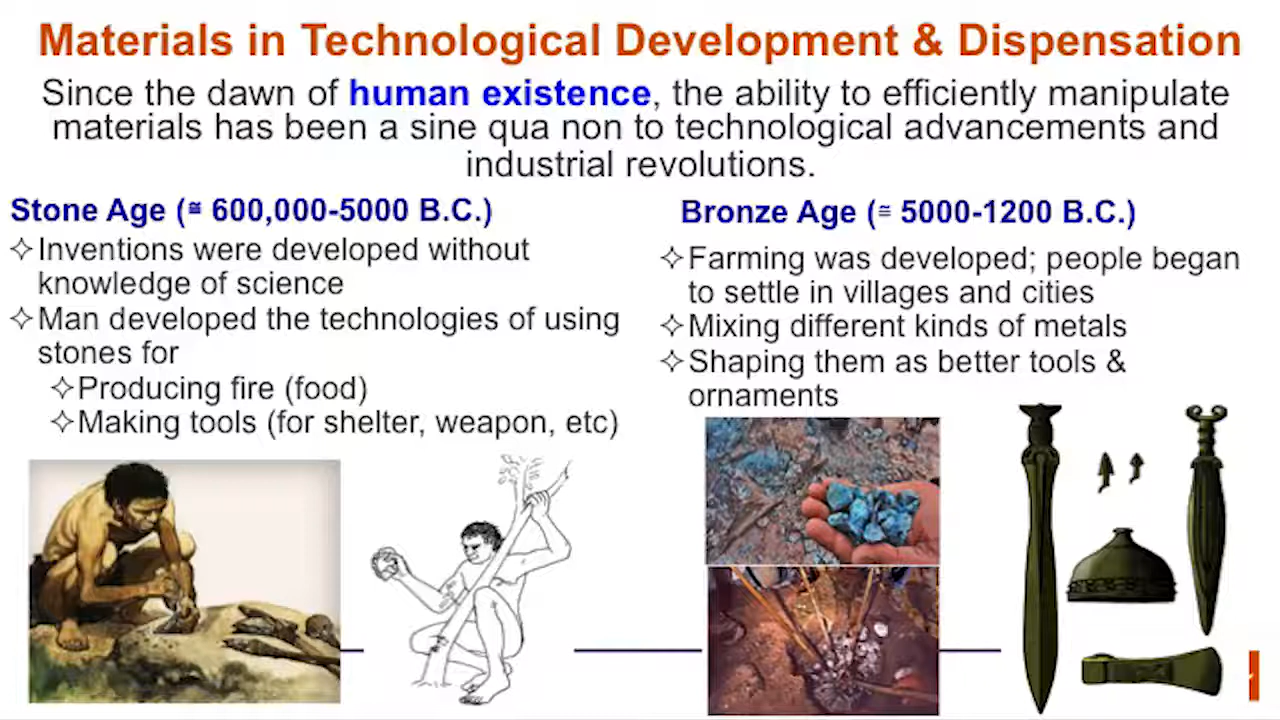 Materials in Technological Development & Dispensation
Since the dawn of human existence, the ability to efficiently manipulate
materials has been a sine qua non to technological advancements and
industrial revolutions.
Stone Age (≅ 600,000-5000 B.C.)
✧Inventions were developed without
knowledge of science
✧Man developed the technologies of using
stones for
✧Producing fire (food)
✧Making tools (for shelter, weapon, etc)
Bronze Age (≅ 5000-1200 B.C.)
✧Farming was developed; people began
to settle in villages and cities
✧Mixing different kinds of metals
✧Shaping them as better tools &
ornaments